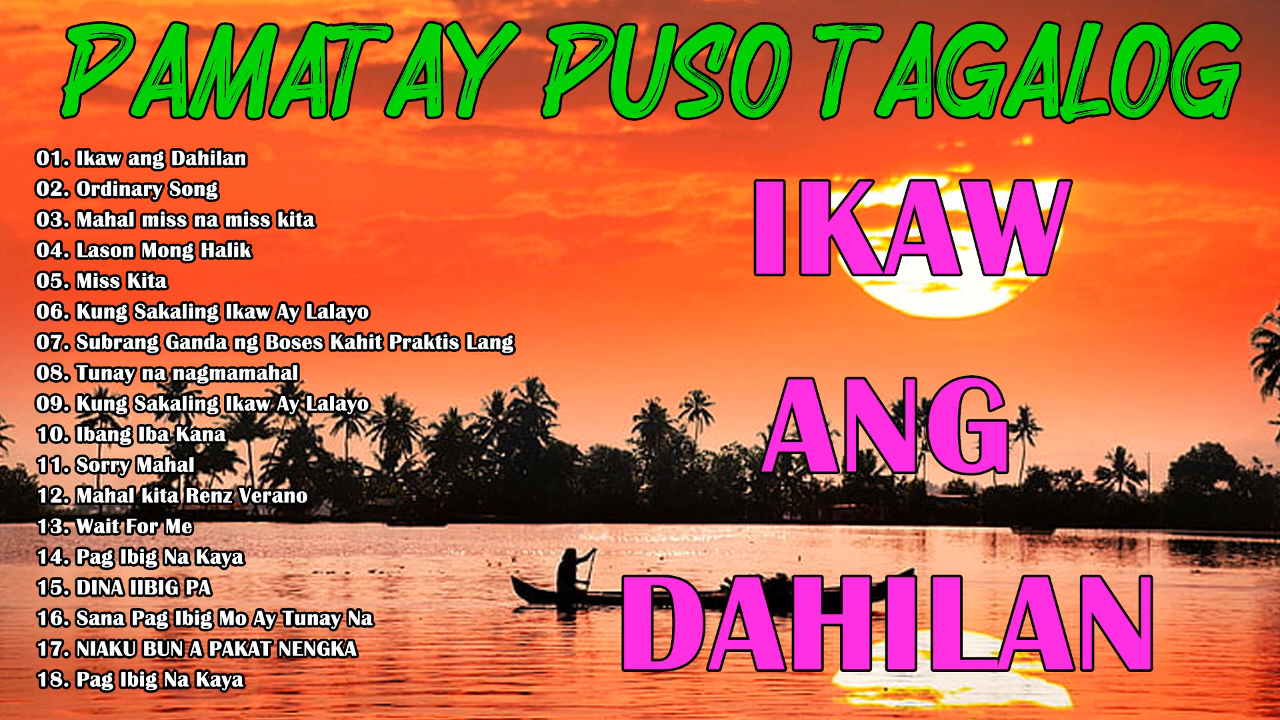 PAMATAY PUSO TAGALOG
01. Ikaw ang Dahilan
02. Ordinary Song
03. Mahal miss na miss kita
04. Lason Mong Halik
05. Miss Kita
06. Kung Sakaling Ikaw Ay Lalayo
07. Subrang Ganda ng Boses Kahit Praktis Lang
08. Tunay na nagmamahal
09. Kung Sakaling Ikaw Ay Lalayo
10. Ibang Iba Kana
11. Sorry Mahal
12. Mahal kita Renz Verano
13. Wait For Me
14. Pag Ibig Na Kaya
15. DINA IIBIG PA
16. Sana Pag Ibig Mo Ay Tunay Na
17. NIAKU BUN A PAKAT NENGKA
18. Pag Ibig Na Kaya
IKAW
ANG
DAHILAN